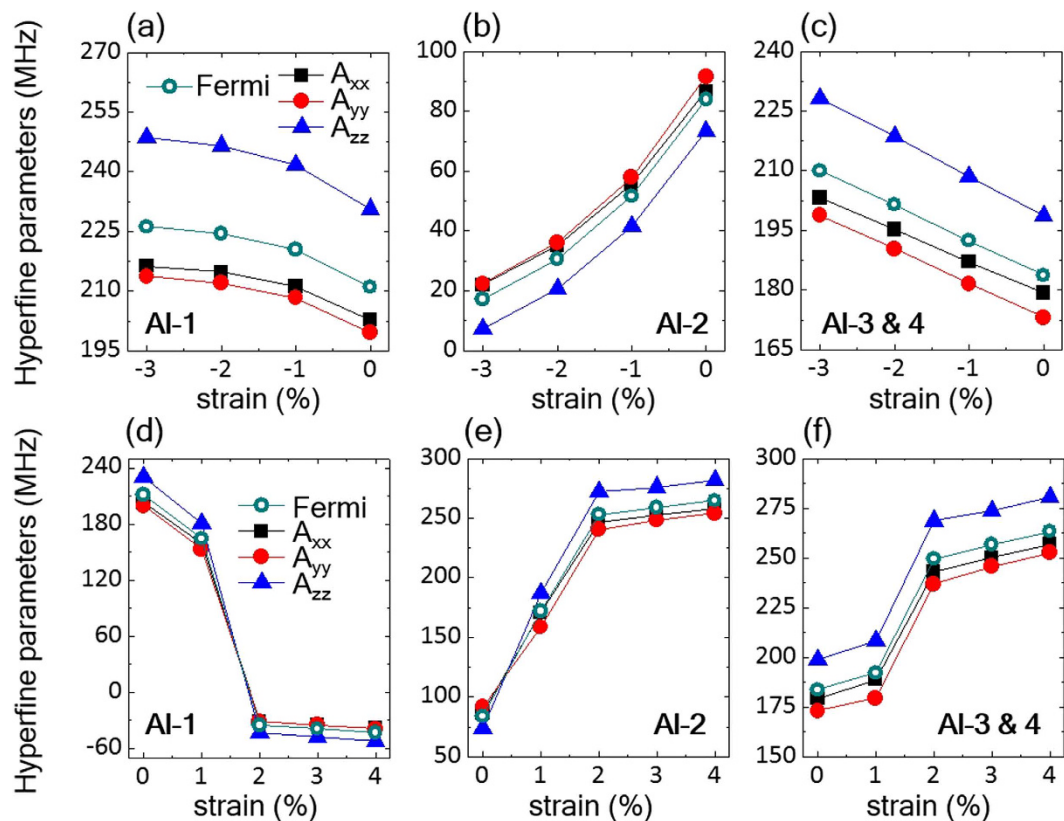 (a) (b) (c)
Hyperfine parameters (MHz)
270
255
240
225
210
195
Fermi
Axx
Ayy
Azz
Al-1
-3 -2 -1 0
strain (%)
100
80
60
40
20
0
Al-2
-3 -2 -1 0
strain (%)
240
225
210
195
180
165
Al-3 & 4
-3 -2 -1 0
strain (%)
(d) (e) (f)
Hyperfine parameters (MHz)
240
180
120
60
0
-60
Fermi
Axx
Ayy
Azz
Al-1
0 1 2 3 4
strain (%)
300
250
200
150
100
50
Al-2
0 1 2 3 4
strain (%)
300
275
250
225
200
175
150
Al-3 & 4
0 1 2 3 4
strain (%)